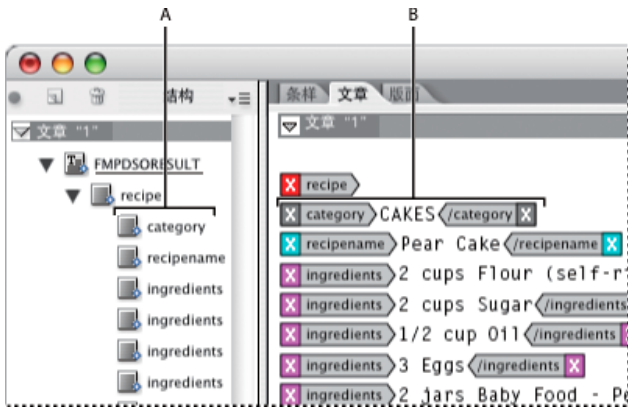 A
B
结构
条样 文章 版面
文章 "1"
文章 "1"
FMPDSORESULT
recipe
category
recipename
ingredients
ingredients
ingredients
ingredients
X recipe
X category CAKES /category X
X recipename Pear Cake /recipename X
X ingredients 2 cups Flour (self-r
X ingredients 2 cups Sugar /ingredients
X ingredients 1/2 cup Oil /ingredients X
X ingredients 3 Eggs /ingredients X
X ingredients 2 jars Baby Food - Pe